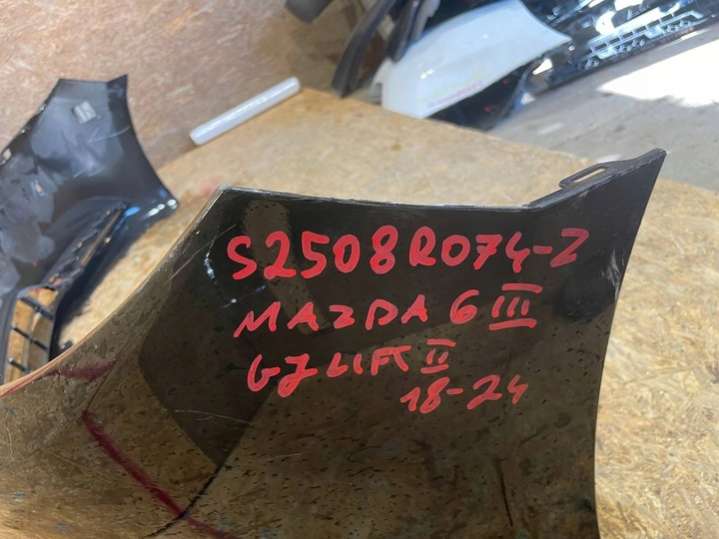 S2508R074-Z
MAZDA 6 III
GJ LIFT II
18-24